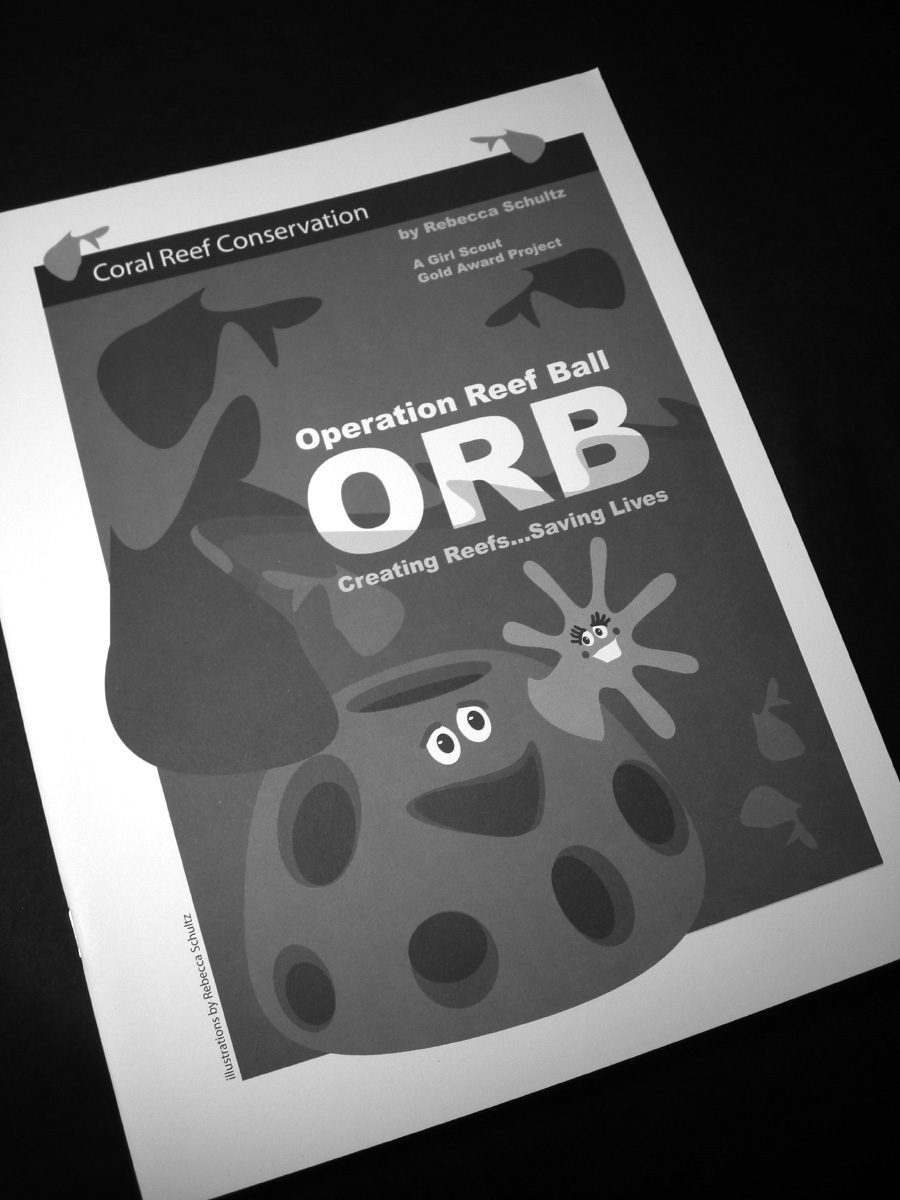 Coral Reef Conservation
by Rebecca Schultz
A Girl Scout
Gold Award Project
Operation Reef Ball
ORB
Creating Reefs...Saving Lives
illustrations by Rebecca Schultz